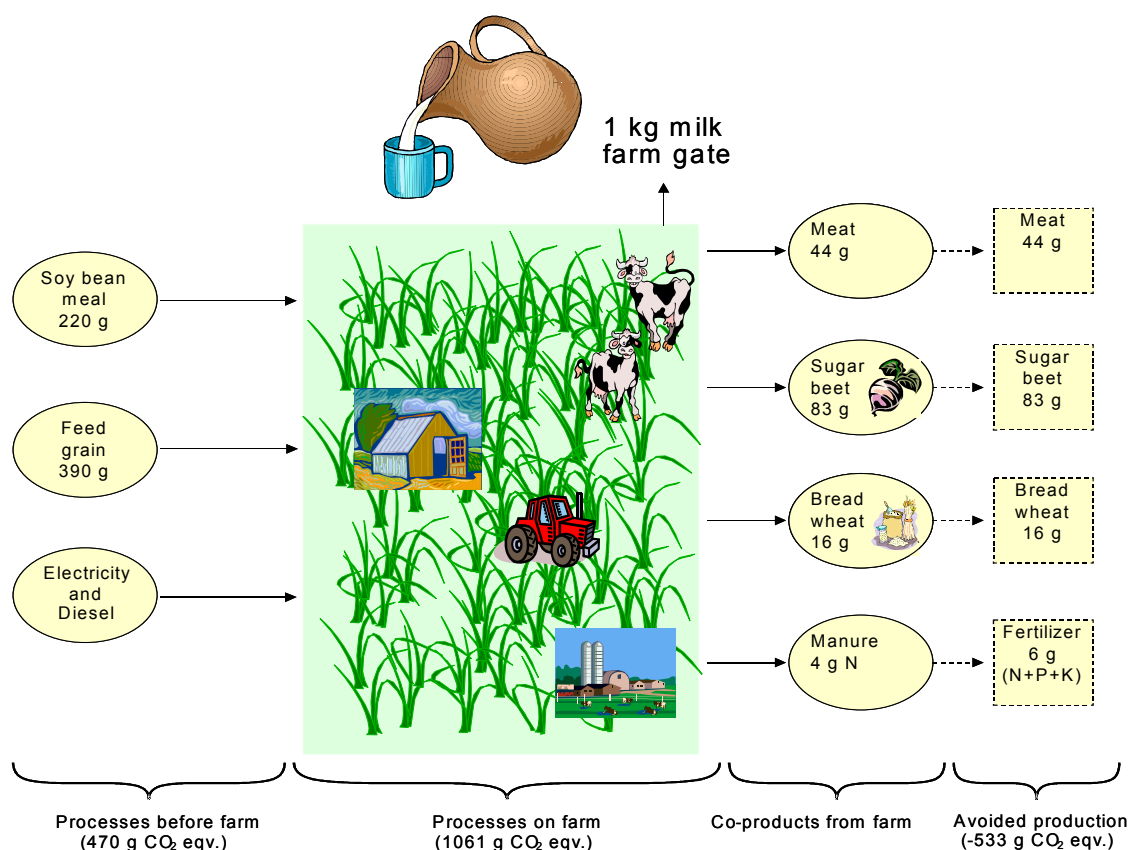 1 kg milk
farm gate
Soy bean
meal
220 g
Feed
grain
390 g
Electricity
and
Diesel
Meat
44 g
Sugar
beet
83 g
Bread
wheat
16 g
Manure
4 g N
Meat
44 g
Sugar
beet
83 g
Bread
wheat
16 g
Fertilizer
6 g
(N+P+K)
Processes before farm
(470 g CO₂ eqv.)
Processes on farm
(1061 g CO₂ eqv.)
Co-products from farm
Avoided production
(-533 g CO₂ eqv.)